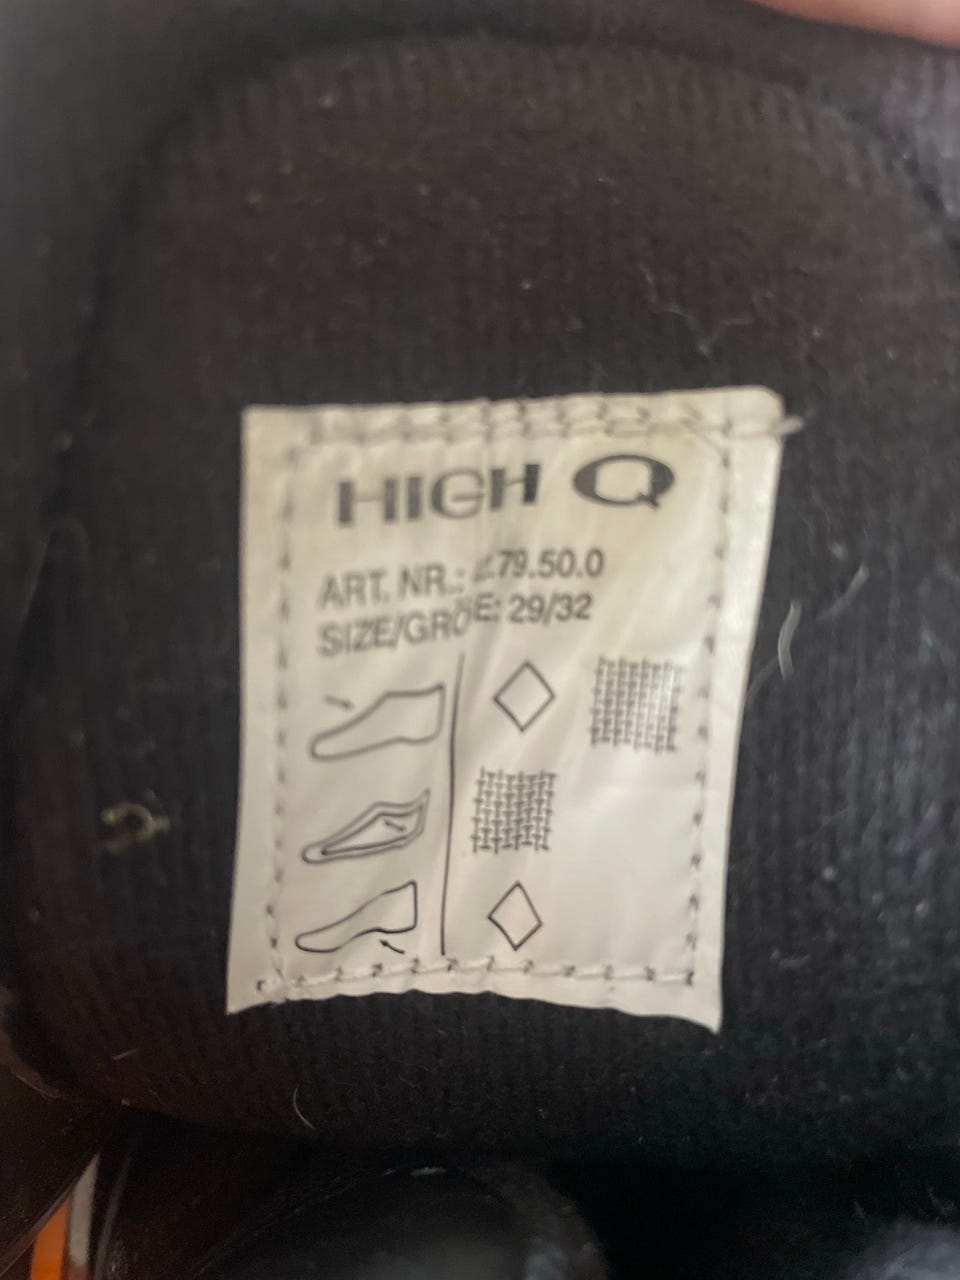 HIGH Q
ART. NR.: .79.50.0
SIZE/GRÖßE: 29/32